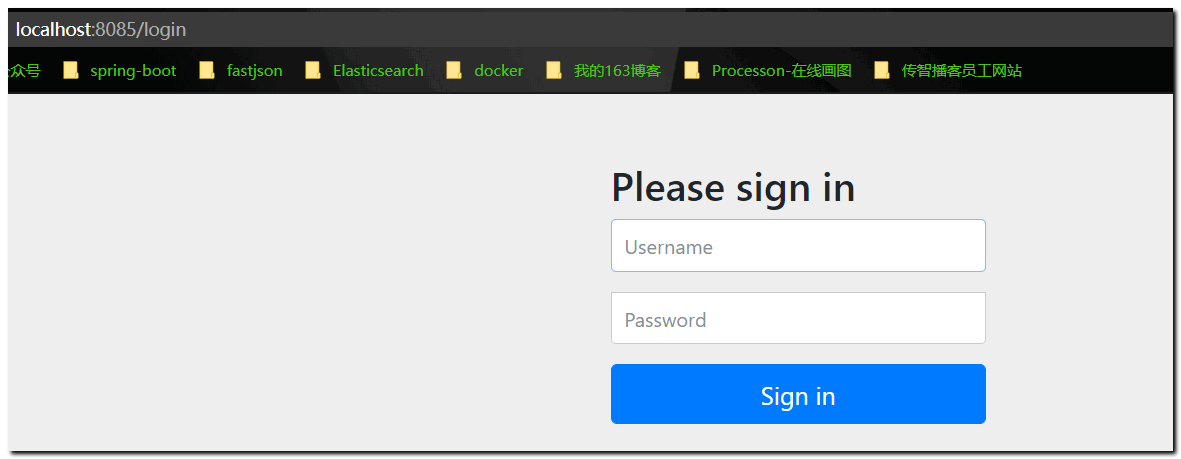 localhost:8085/login
众号 spring-boot fastjson Elasticsearch docker 我的163博客 Processon-在线画图 传智播客员工网站
Please sign in
Username
Password
Sign in